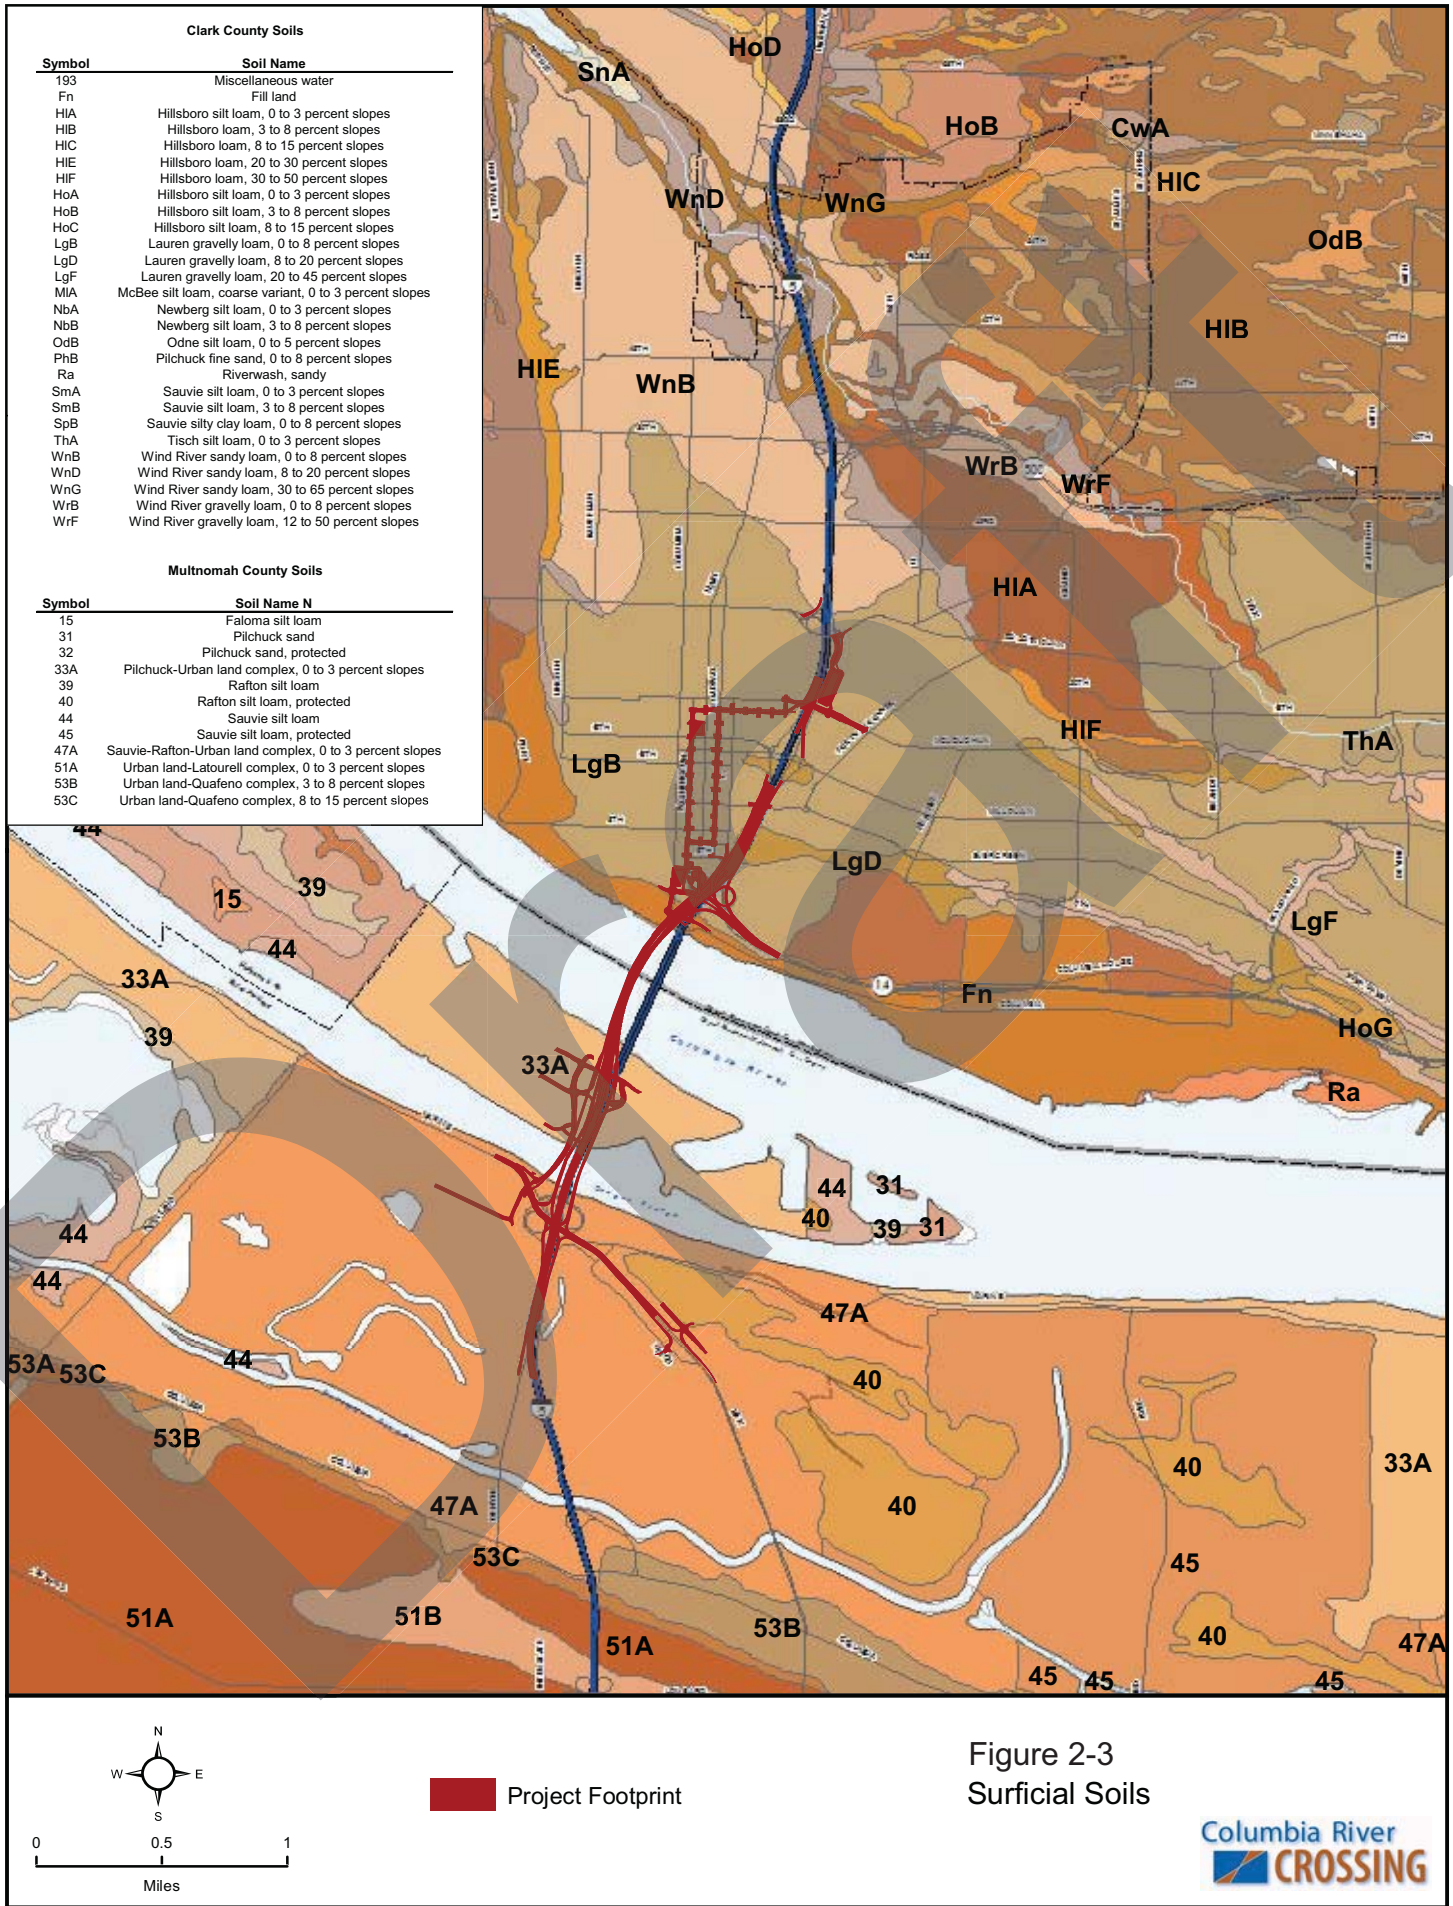 Clark County Soils
Symbol Soil Name
193 Miscellaneous water
Fn Fill land
HlA Hillsboro silt loam, 0 to 3 percent slopes
HlB Hillsboro loam, 3 to 8 percent slopes
HlC Hillsboro loam, 8 to 15 percent slopes
HlE Hillsboro loam, 20 to 30 percent slopes
HlF Hillsboro loam, 30 to 50 percent slopes
HoA Hillsboro silt loam, 0 to 3 percent slopes
HoB Hillsboro silt loam, 3 to 8 percent slopes
HoC Hillsboro silt loam, 8 to 15 percent slopes
LgB Lauren gravelly loam, 0 to 8 percent slopes
LgD Lauren gravelly loam, 8 to 20 percent slopes
LgF Lauren gravelly loam, 20 to 45 percent slopes
MlA McBee silt loam, coarse variant, 0 to 3 percent slopes
NbA Newberg silt loam, 0 to 3 percent slopes
NbB Newberg silt loam, 3 to 8 percent slopes
OdB Odne silt loam, 0 to 5 percent slopes
PhB Pilchuck fine sand, 0 to 8 percent slopes
Ra Riverwash, sandy
SmA Sauvie silt loam, 0 to 3 percent slopes
SmB Sauvie silt loam, 3 to 8 percent slopes
SpB Sauvie silty clay loam, 0 to 8 percent slopes
ThA Tisch silt loam, 0 to 3 percent slopes
WnB Wind River sandy loam, 0 to 8 percent slopes
WnD Wind River sandy loam, 8 to 20 percent slopes
WnG Wind River sandy loam, 30 to 65 percent slopes
WrB Wind River gravelly loam, 0 to 8 percent slopes
WrF Wind River gravelly loam, 12 to 50 percent slopes
Multnomah County Soils
Symbol Soil Name N
15 Faloma silt loam
31 Pilchuck sand
32 Pilchuck sand, protected
33A Pilchuck-Urban land complex, 0 to 3 percent slopes
39 Rafton silt loam
40 Rafton silt loam, protected
44 Sauvie silt loam
45 Sauvie silt loam, protected
47A Sauvie-Rafton-Urban land complex, 0 to 3 percent slopes
51A Urban land-Latourell complex, 0 to 3 percent slopes
53B Urban land-Quafeno complex, 3 to 8 percent slopes
53C Urban land-Quafeno complex, 8 to 15 percent slopes
HoD
SnA
HoB
CwA
HlC
WnD
WnG
OdB
HlB
HlE
WnB
WrB
WrF
HlA
HlF
ThA
LgB
LgD
44
15
39
44
LgF
33A
Fn
39
HoG
33A
Ra
44
31
40
39
31
44
44
47A
44
53A
53C
40
53B
40
33A
47A
40
53C
45
51A
51B
53B
51A
40
47A
45
45
45
14
Columbia River
N
W E
S
0 0.5 1
Miles
Project Footprint
Figure 2-3
Surficial Soils
Columbia River
CROSSING